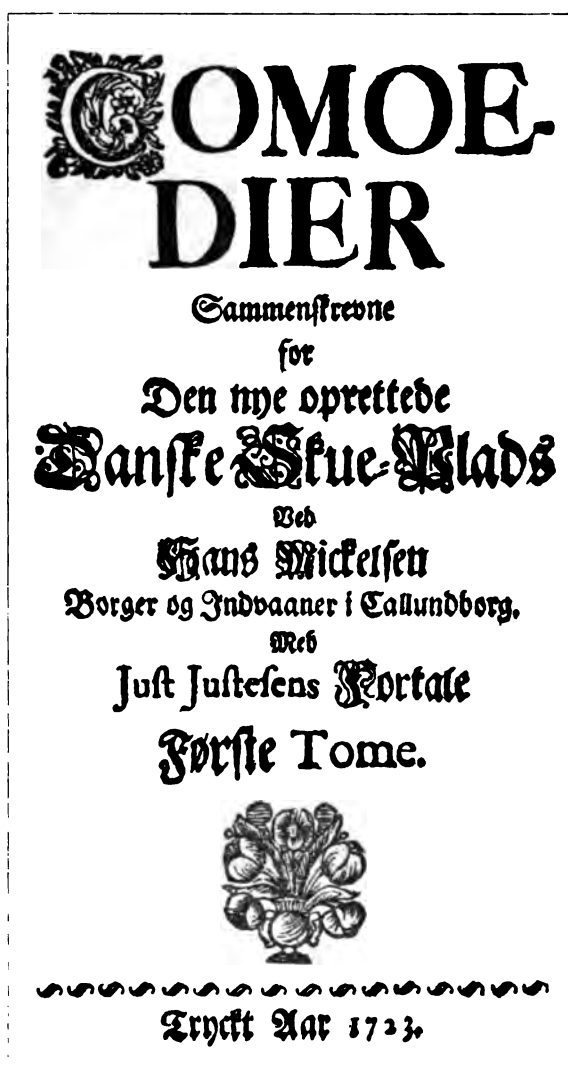 COMOE-
DIER
Sammenskrevne
for
Den nye oprettede
Danske Skue-Plads
Ved
Hans Mickelsen
Borger og Indvaaner i Callundborg.
Med
Just Justesens Fortale
Første Tome.
Tryckt Aar 1723.